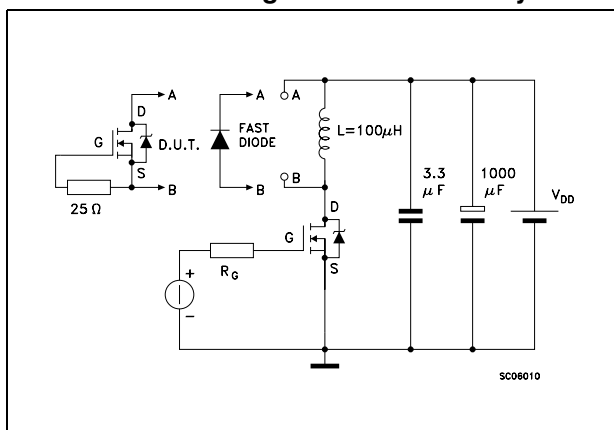 A
D
G
D.U.T.
S
B
25 Ω
A
FAST
DIODE
B
A
B
L=100μH
D
G
S
R_G
+
−
3.3
μF
1000
μF
V_DD
SC06010